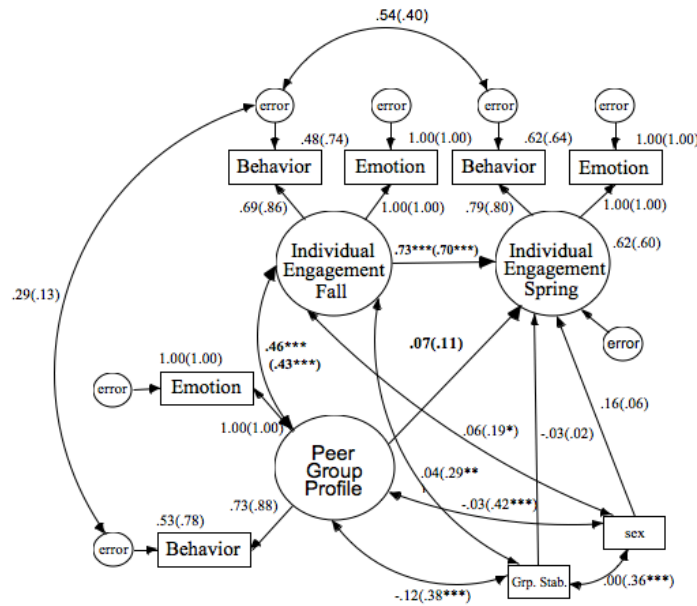 .54(.40)
error
error
error
error
.48(.74)
1.00(1.00)
.62(.64)
1.00(1.00)
Behavior
Emotion
Behavior
Emotion
.69(.86)
1.00(1.00)
.79(.80)
1.00(1.00)
Individual
Engagement
Fall
.73***(.70***)
Individual
Engagement
Spring
.62(.60)
.29(.13)
.46***
(.43***)
.07(.11)
error
1.00(1.00)
error
Emotion
1.00(1.00)
.06(.19*)
-.03(.02)
.16(.06)
Peer
Group
Profile
.04(.29**
.73(.88)
-.03(.42***)
sex
.53(.78)
error
Behavior
Grp. Stab.
.00(.36***)
-.12(.38***)